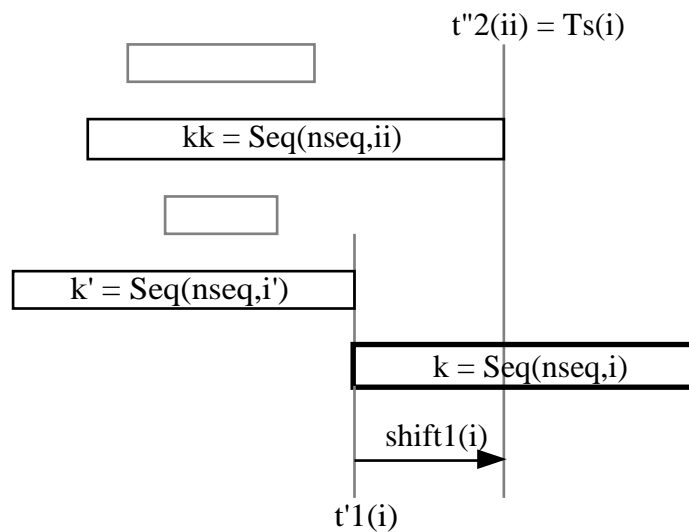 t"2(ii) = Ts(i)
kk = Seq(nseq,ii)
k' = Seq(nseq,i')
k = Seq(nseq,i)
shift1(i)
t'1(i)